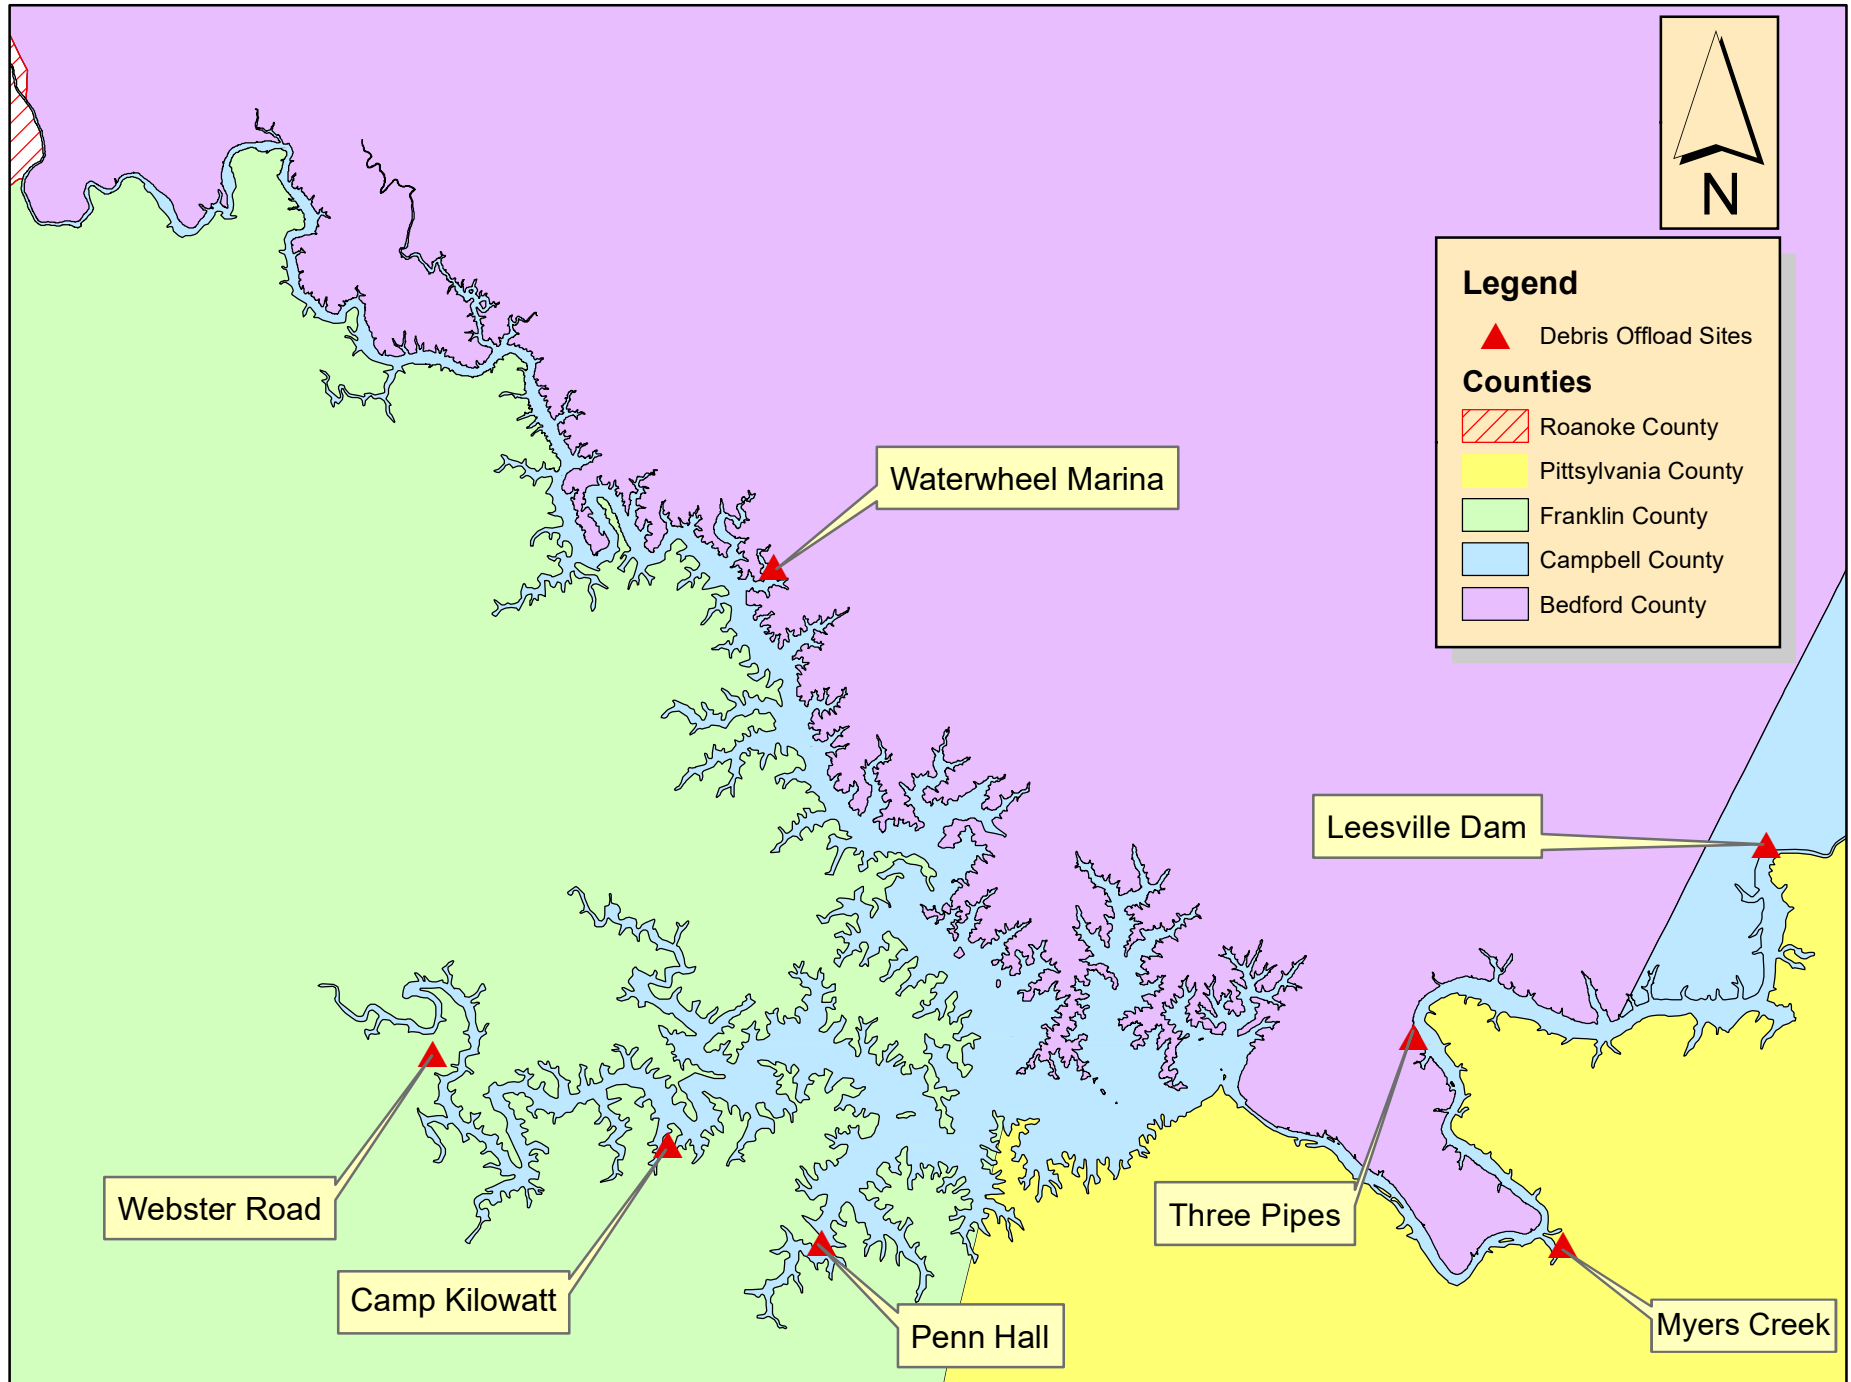 N
Legend
Debris Offload Sites
Counties
Roanoke County
Pittsylvania County
Franklin County
Campbell County
Bedford County
Waterwheel Marina
Leesville Dam
Webster Road
Three Pipes
Camp Kilowatt
Penn Hall
Myers Creek